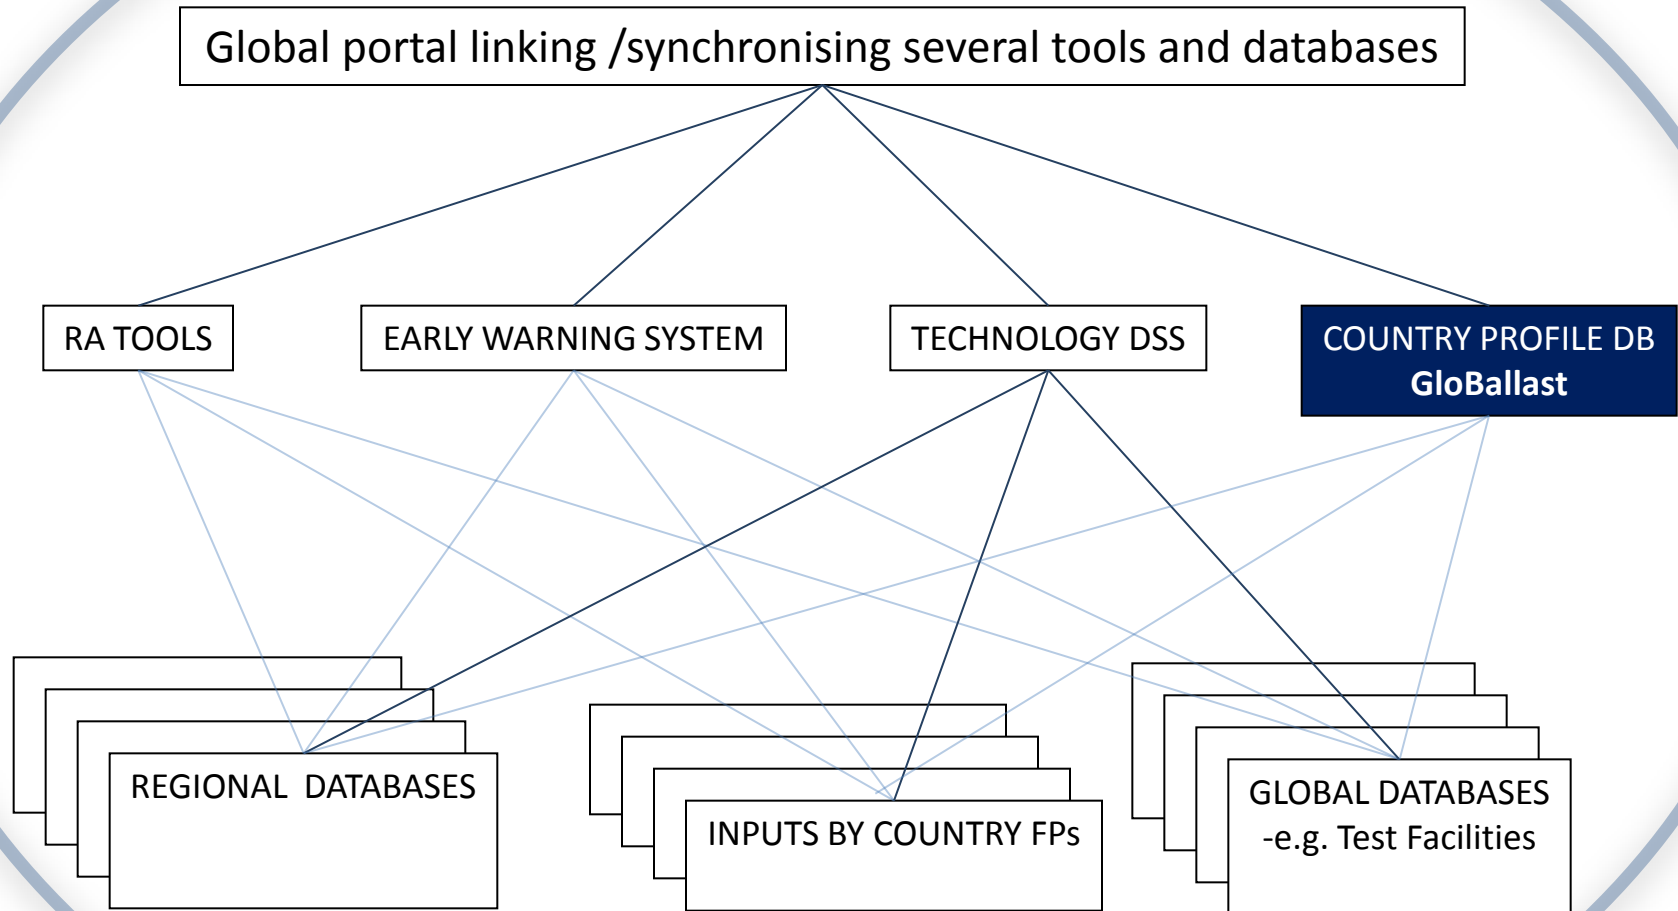 Global portal linking /synchronising several tools and databases
RA TOOLS
EARLY WARNING SYSTEM
TECHNOLOGY DSS
COUNTRY PROFILE DB
GloBallast
REGIONAL  DATABASES
INPUTS BY COUNTRY FPs
GLOBAL DATABASES
-e.g. Test Facilities